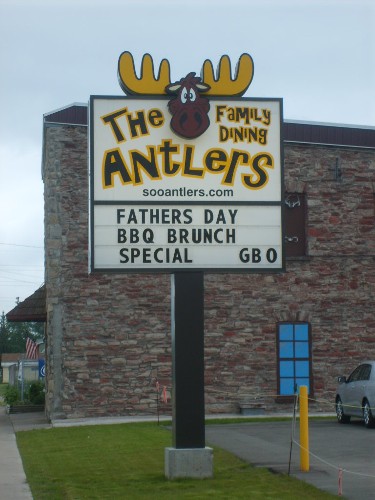 The Family
Dining
Antlers
sooantlers.com
FATHERS DAY
BBQ BRUNCH
SPECIAL GBO